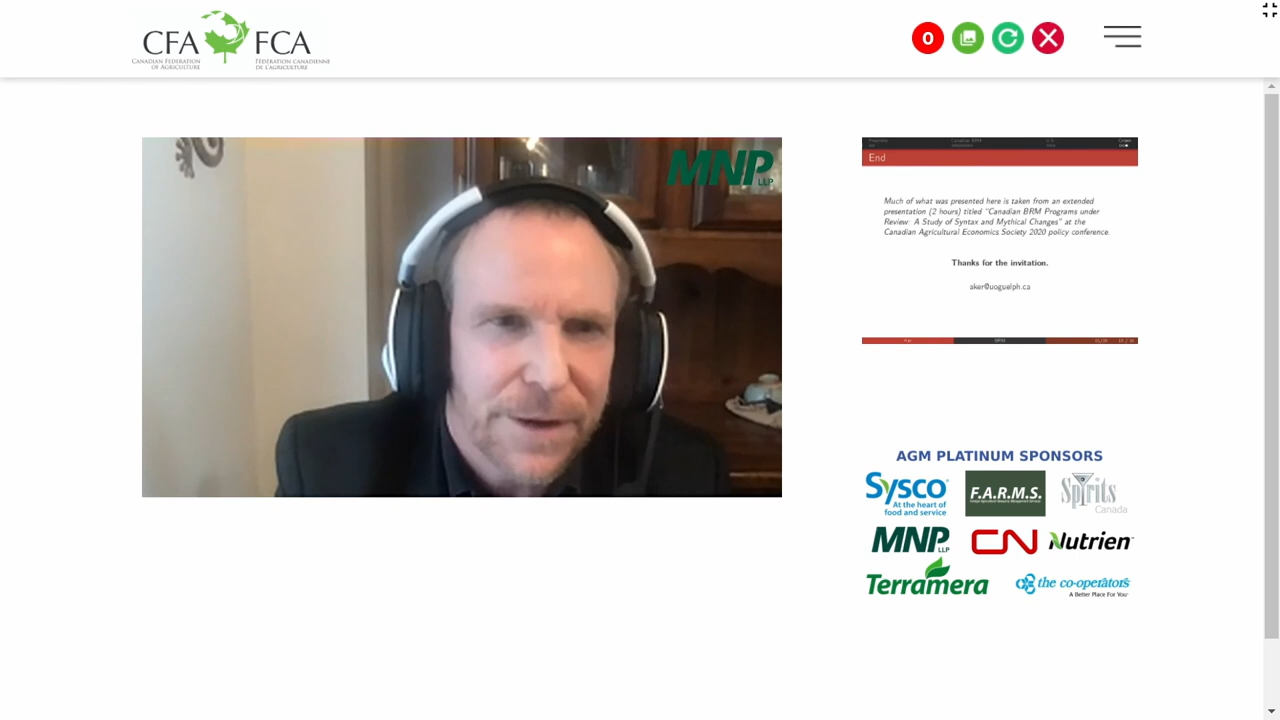 CFA FCA
CANADIAN FEDERATION OF AGRICULTURE
FÉDÉRATION CANADIENNE DE L'AGRICULTURE
0
MNP
LLP
End
Much of what was presented here is taken from an extended
presentation (2 hours) titled "Canadian BRM Programs under
Review: A Study of Syntax and Mythical Changes" at the
Canadian Agricultural Economics Society 2020 policy conference.
Thanks for the invitation.
aker@uoguelph.ca
AGM PLATINUM SPONSORS
Sysco
At the heart of
food and service
F.A.R.M.S.
Spirits
Canada
MNP
LLP
CN
Nutrien
Terramera
the co-operators
A Better Place For You